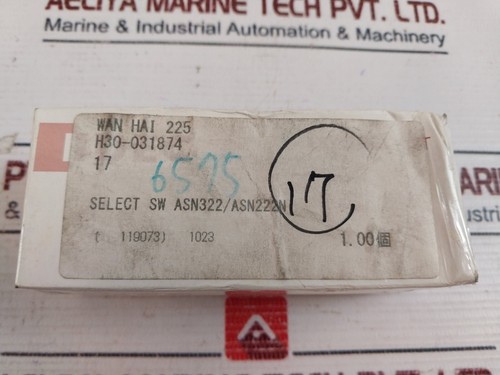 AELIYA MARINE TECH PVT. LTD.
Marine & Industrial Automation & Machinery
WAN HAI 225
H30-031874
17
6575
17
SELECT SW ASN322/ASN222N
( 119073) 1023
1.00個